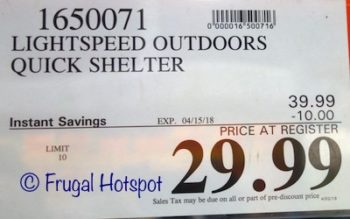 1650071
0000016500716
LIGHTSPEED OUTDOORS
QUICK SHELTER
39.99
-10.00
Instant Savings
EXP. 04/15/18
PRICE AT REGISTER
LIMIT
10
29.99
© Frugal Hotspot
Sales Tax may be due on all or part of pre-discount price